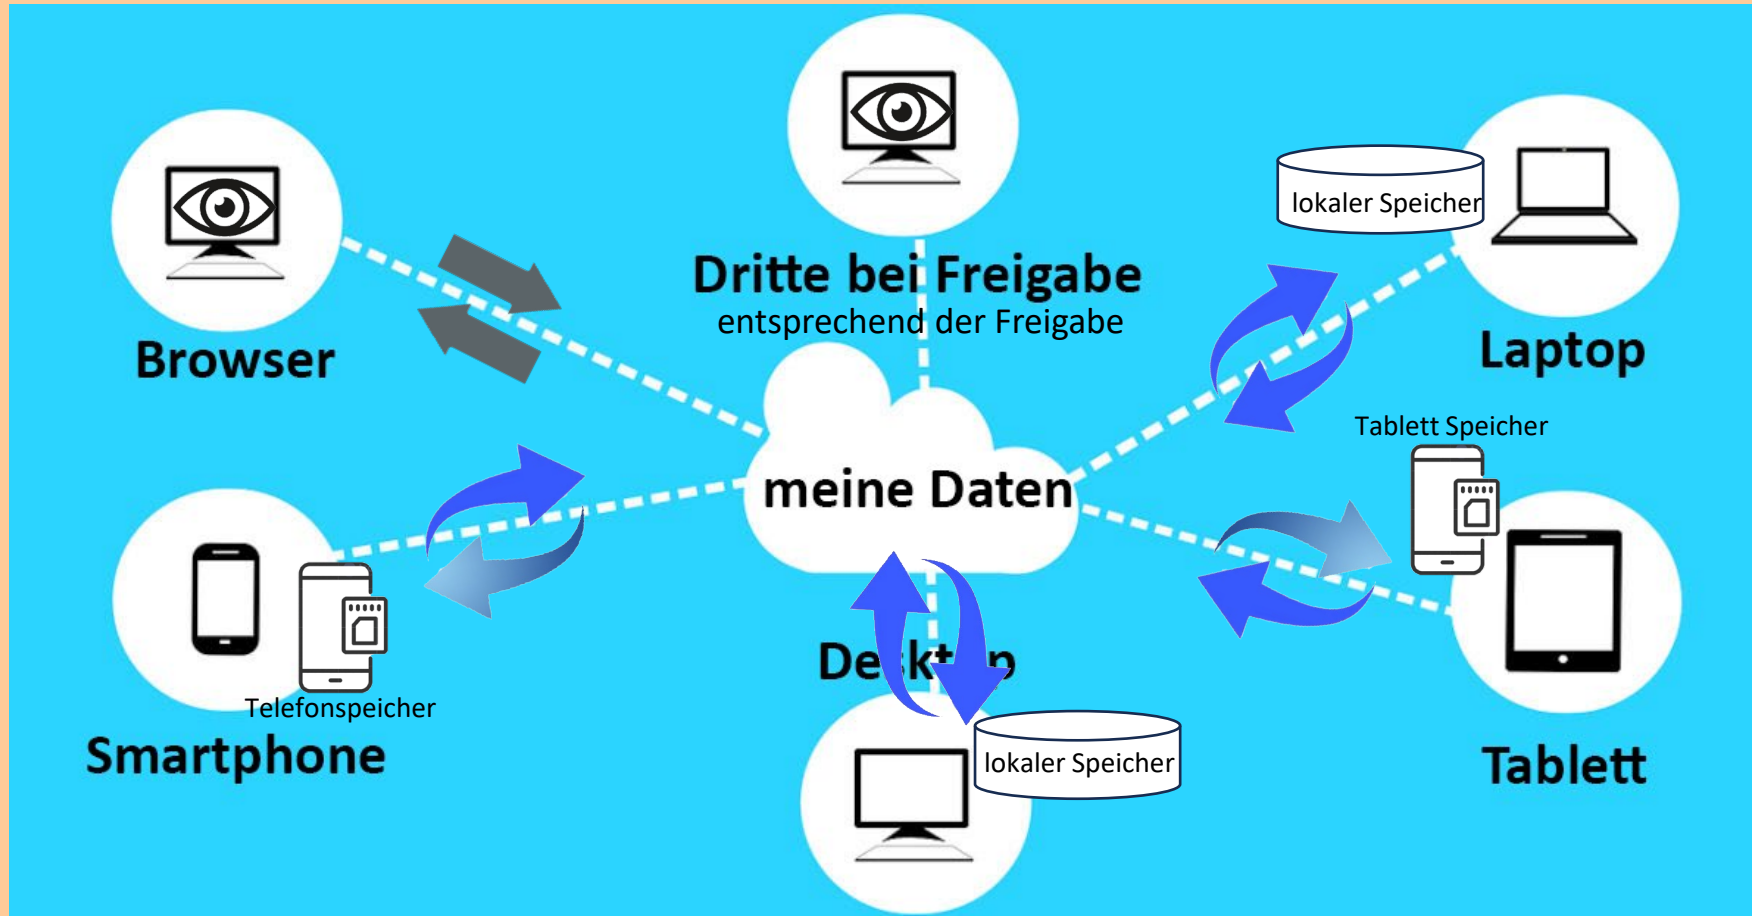 Dritte bei Freigabe
entsprechend der Freigabe
Browser
lokaler Speicher
Laptop
Tablett Speicher
meine Daten
Telefonspeicher
Smartphone
Desktop
lokaler Speicher
Tablett